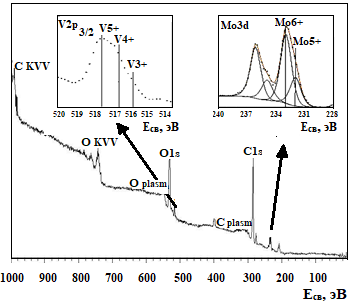 V2p 3/2
V5+
V4+
V3+
520 519 518 517 516 515 514
Eсв, эВ
Mo3d
Mo6+
Mo5+
240 237 234 231 228
Eсв, эВ
C KVV
O KVV
O plasm
O1s
C plasm
C1s
1000 900 800 700 600 500 400 300 200 100
Eсв, эВ